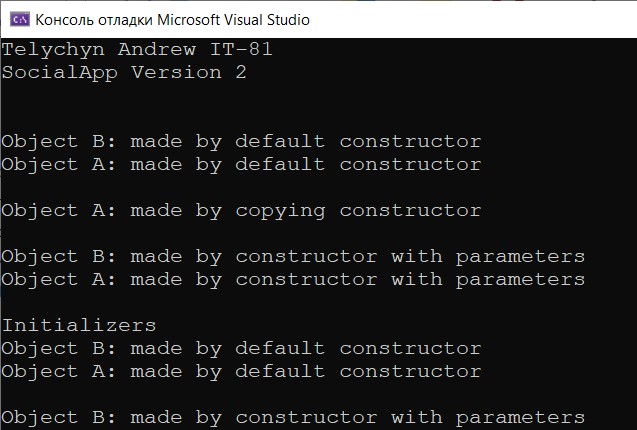 Консоль отладки Microsoft Visual Studio
Telychyn Andrew IT-81
SocialApp Version 2
Object B: made by default constructor
Object A: made by default constructor
Object A: made by copying constructor
Object B: made by constructor with parameters
Object A: made by constructor with parameters
Initializers
Object B: made by default constructor
Object A: made by default constructor
Object B: made by constructor with parameters